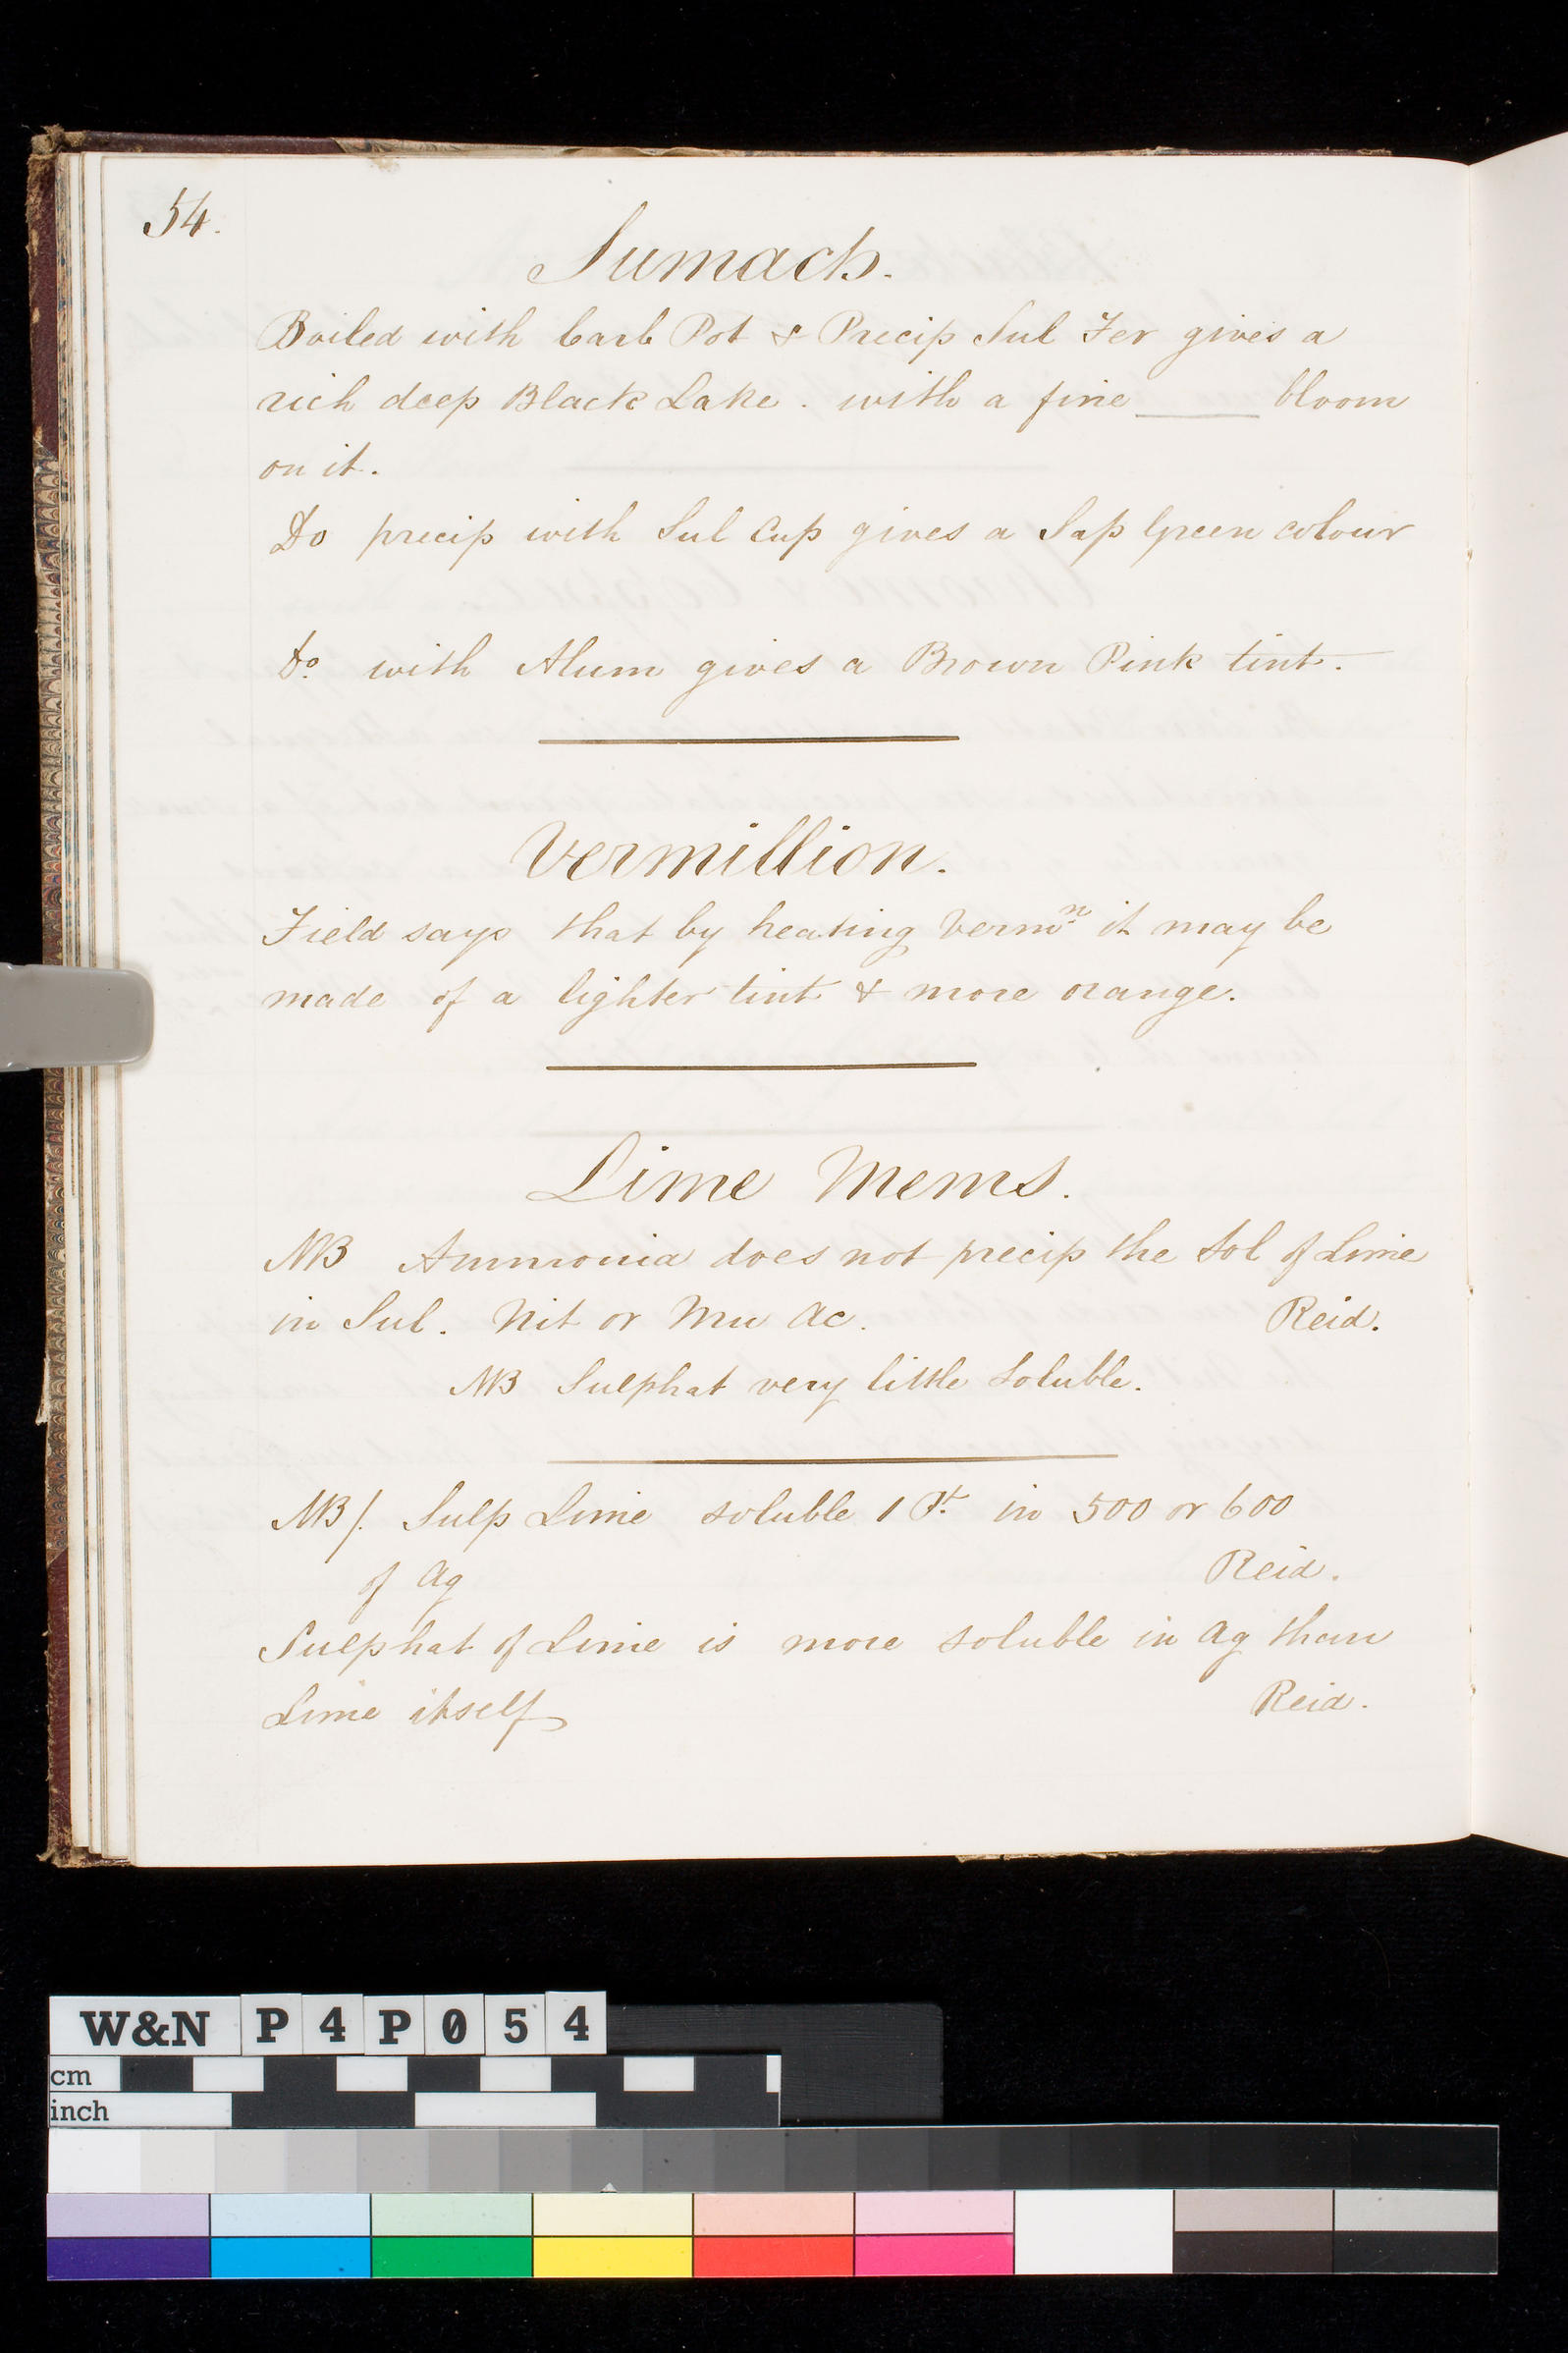 54.
Sumach.
Boiled with Carb Pot & Precip Sul Fer gives a
rich deep Black Lake. with a fine ____ bloom
on it.
Do precip with Sul Cup gives a Sap Green colour
Do. with Alum gives a Brown Pink tint.
Vermillion.
Field says that by heating Vermn it may be
made of a lighter tint & more orange.
Lime Mems.
NB Ammonia does not precip the Sol of Lime
in Sul. Nit or Mu Ac. Reid.
NB Sulphat very little Soluble.
NB/. Sulp Lime soluble 1 Pt. in 500 or 600
of Aq Reid.
Sulphat of Lime is more soluble in Aq than
Lime itself Reid.
W&N P4P054
cm
inch